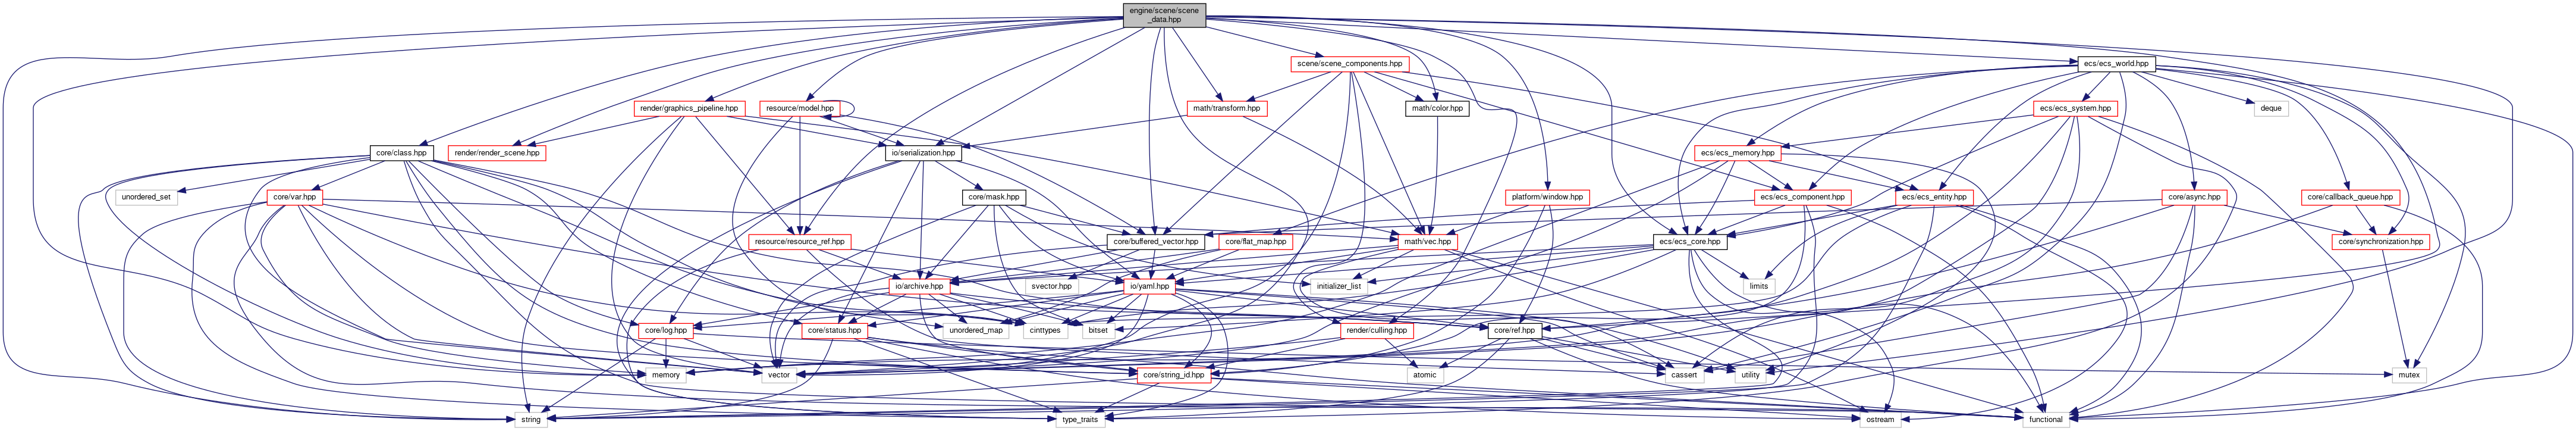 engine/scene/scene
_data.hpp
scene/scene_components.hpp
ecs/ecs_world.hpp
render/graphics_pipeline.hpp
resource/model.hpp
math/transform.hpp
math/color.hpp
ecs/ecs_system.hpp
deque
core/class.hpp
render/render_scene.hpp
io/serialization.hpp
ecs/ecs_memory.hpp
unordered_set
core/var.hpp
core/mask.hpp
platform/window.hpp
ecs/ecs_component.hpp
ecs/ecs_entity.hpp
core/async.hpp
core/callback_queue.hpp
resource/resource_ref.hpp
core/buffered_vector.hpp
core/flat_map.hpp
math/vec.hpp
ecs/ecs_core.hpp
core/synchronization.hpp
io/archive.hpp
svector.hpp
io/yaml.hpp
initializer_list
limits
core/log.hpp
core/status.hpp
unordered_map
cinttypes
bitset
render/culling.hpp
core/ref.hpp
memory
vector
core/string_id.hpp
atomic
cassert
utility
mutex
string
type_traits
ostream
functional